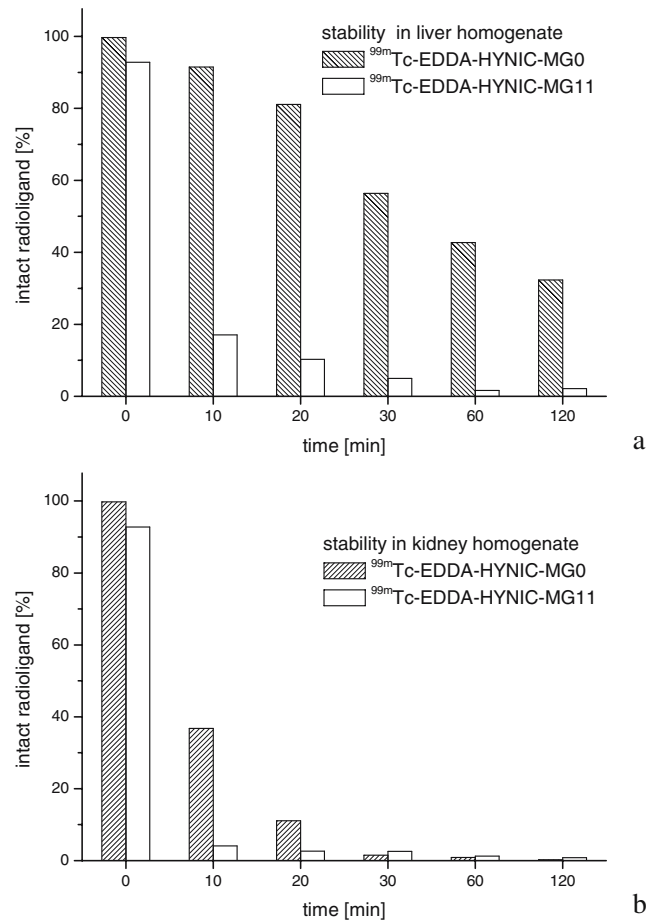 stability in liver homogenate
99mTc-EDDA-HYNIC-MG0
99mTc-EDDA-HYNIC-MG11
intact radioligand [%]
100
80
60
40
20
0
0 10 20 30 60 120
time [min]
a
stability in kidney homogenate
99mTc-EDDA-HYNIC-MG0
99mTc-EDDA-HYNIC-MG11
intact radioligand [%]
100
80
60
40
20
0
0 10 20 30 60 120
time [min]
b